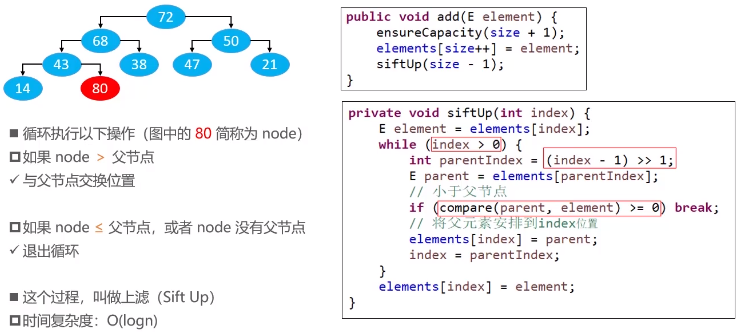 72
68
50
43
38
47
21
14
80
■ 循环执行以下操作（图中的 80 简称为 node）
□如果 node > 父节点
✓ 与父节点交换位置
□如果 node ≤ 父节点，或者 node 没有父节点
✓ 退出循环
■ 这个过程，叫做上滤（Sift Up）
□时间复杂度：O(logn)
public void add(E element) {
    ensureCapacity(size + 1);
    elements[size++] = element;
    siftUp(size - 1);
}
private void siftUp(int index) {
    E element = elements[index];
    while (index > 0) {
        int parentIndex = (index - 1) >> 1;
        E parent = elements[parentIndex];
        // 小于父节点
        if (compare(parent, element) >= 0) break;
        // 将父元素安排到index位置
        elements[index] = parent;
        index = parentIndex;
    }
    elements[index] = element;
}